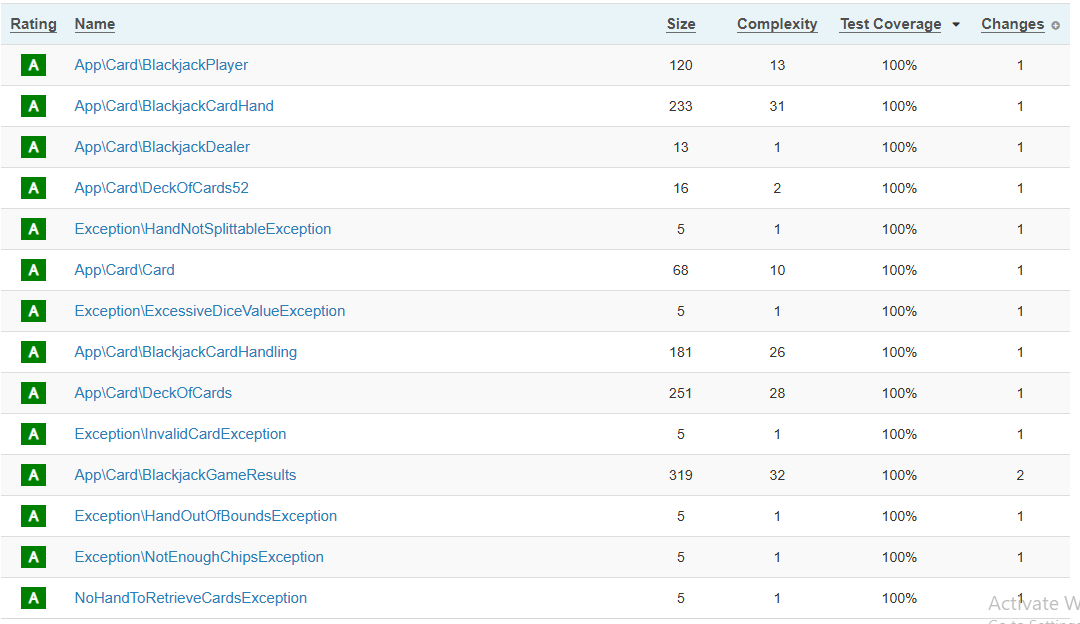 Rating Name Size Complexity Test Coverage Changes
A App\Card\BlackjackPlayer 120 13 100% 1
A App\Card\BlackjackCardHand 233 31 100% 1
A App\Card\BlackjackDealer 13 1 100% 1
A App\Card\DeckOfCards52 16 2 100% 1
A Exception\HandNotSplittableException 5 1 100% 1
A App\Card\Card 68 10 100% 1
A Exception\ExcessiveDiceValueException 5 1 100% 1
A App\Card\BlackjackCardHandling 181 26 100% 1
A App\Card\DeckOfCards 251 28 100% 1
A Exception\InvalidCardException 5 1 100% 1
A App\Card\BlackjackGameResults 319 32 100% 2
A Exception\HandOutOfBoundsException 5 1 100% 1
A Exception\NotEnoughChipsException 5 1 100% 1
A NoHandToRetrieveCardsException 5 1 100% 1
Activate W